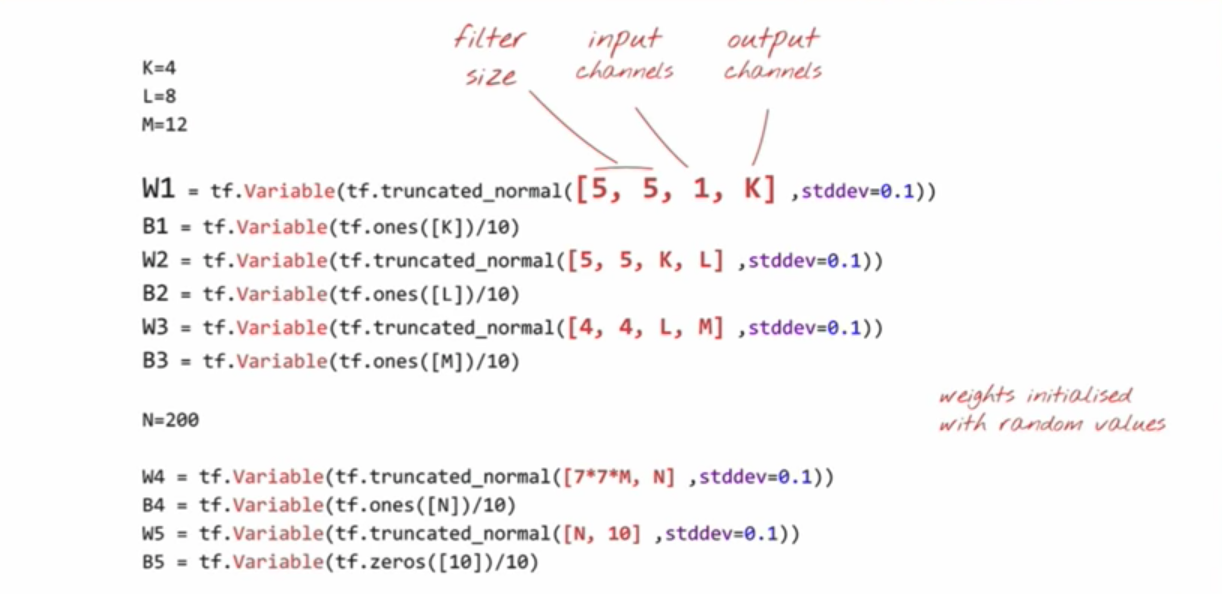 filter size
input channels
output channels
K=4
L=8
M=12
W1 = tf.Variable(tf.truncated_normal([5, 5, 1, K] ,stddev=0.1))
B1 = tf.Variable(tf.ones([K])/10)
W2 = tf.Variable(tf.truncated_normal([5, 5, K, L] ,stddev=0.1))
B2 = tf.Variable(tf.ones([L])/10)
W3 = tf.Variable(tf.truncated_normal([4, 4, L, M] ,stddev=0.1))
B3 = tf.Variable(tf.ones([M])/10)
weights initialised
with random values
N=200
W4 = tf.Variable(tf.truncated_normal([7*7*M, N] ,stddev=0.1))
B4 = tf.Variable(tf.ones([N])/10)
W5 = tf.Variable(tf.truncated_normal([N, 10] ,stddev=0.1))
B5 = tf.Variable(tf.zeros([10])/10)